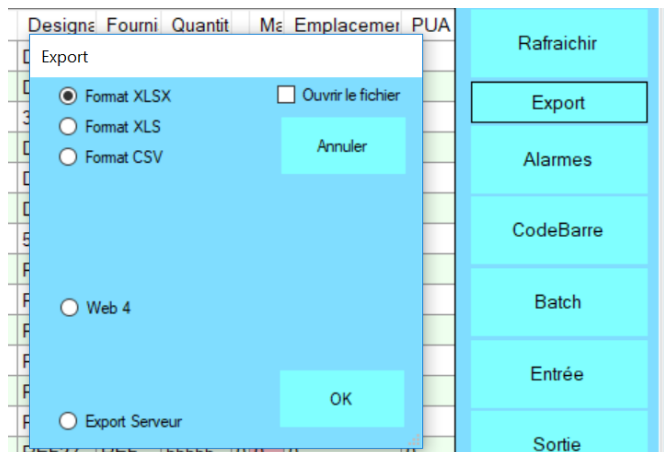 Designa Fourni Quantit Ma Emplacemer PUA
Export
Format XLSX
Ouvrir le fichier
Format XLS
Format CSV
Annuler
Web 4
OK
Export Serveur
Rafraichir
Export
Alarmes
CodeBarre
Batch
Entrée
Sortie